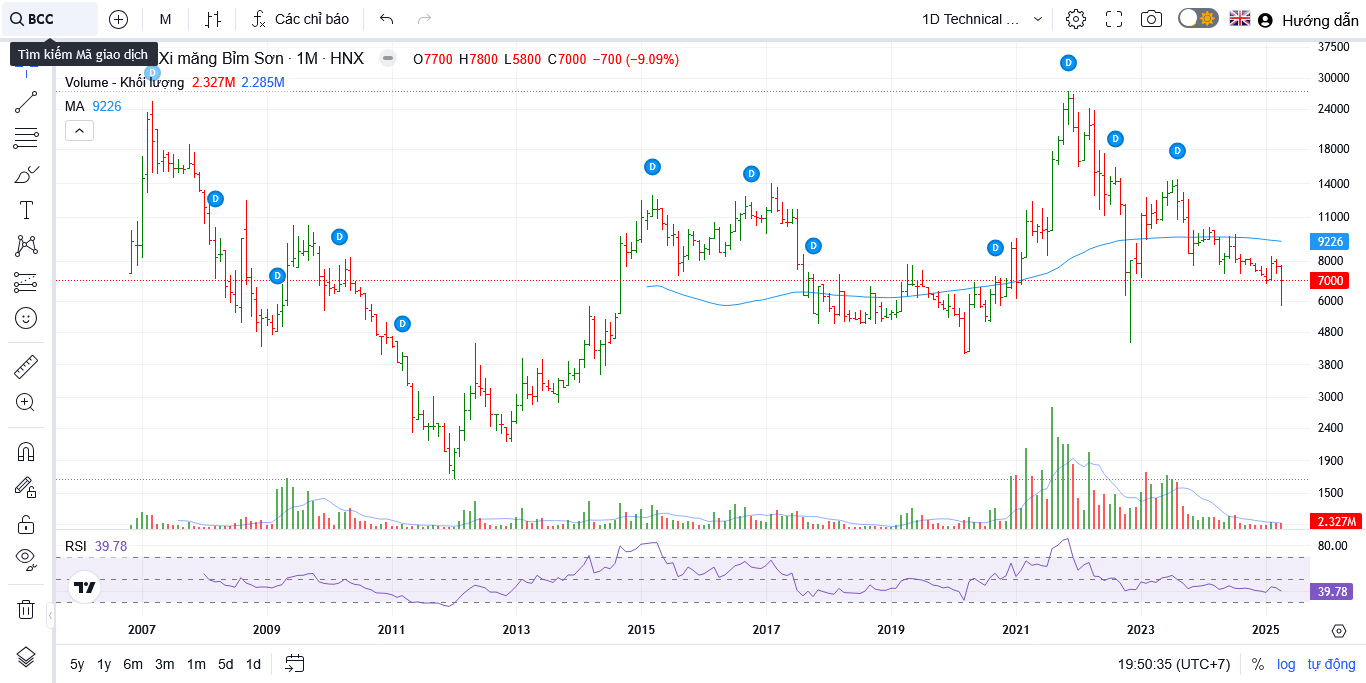 BCC
M
Các chỉ báo
1D Technical ...
Hướng dẫn
Tìm kiếm Mã giao dịch
Xi măng Bỉm Sơn · 1M · HNX
O7700 H7800 L5800 C7000 −700 (−9.09%)
Volume - Khối lượng 2.327M 2.285M
MA 9226
D
D
D
D
D
D
D
D
D
D
D
D
37500
30000
24000
18000
14000
11000
9226
8000
7000
6000
4800
3800
3000
2400
1900
1500
2.327M
RSI 39.78
80.00
39.78
2007 2009 2011 2013 2015 2017 2019 2021 2023 2025
5y 1y 6m 3m 1m 5d 1d
19:50:35 (UTC+7)
% log tự động